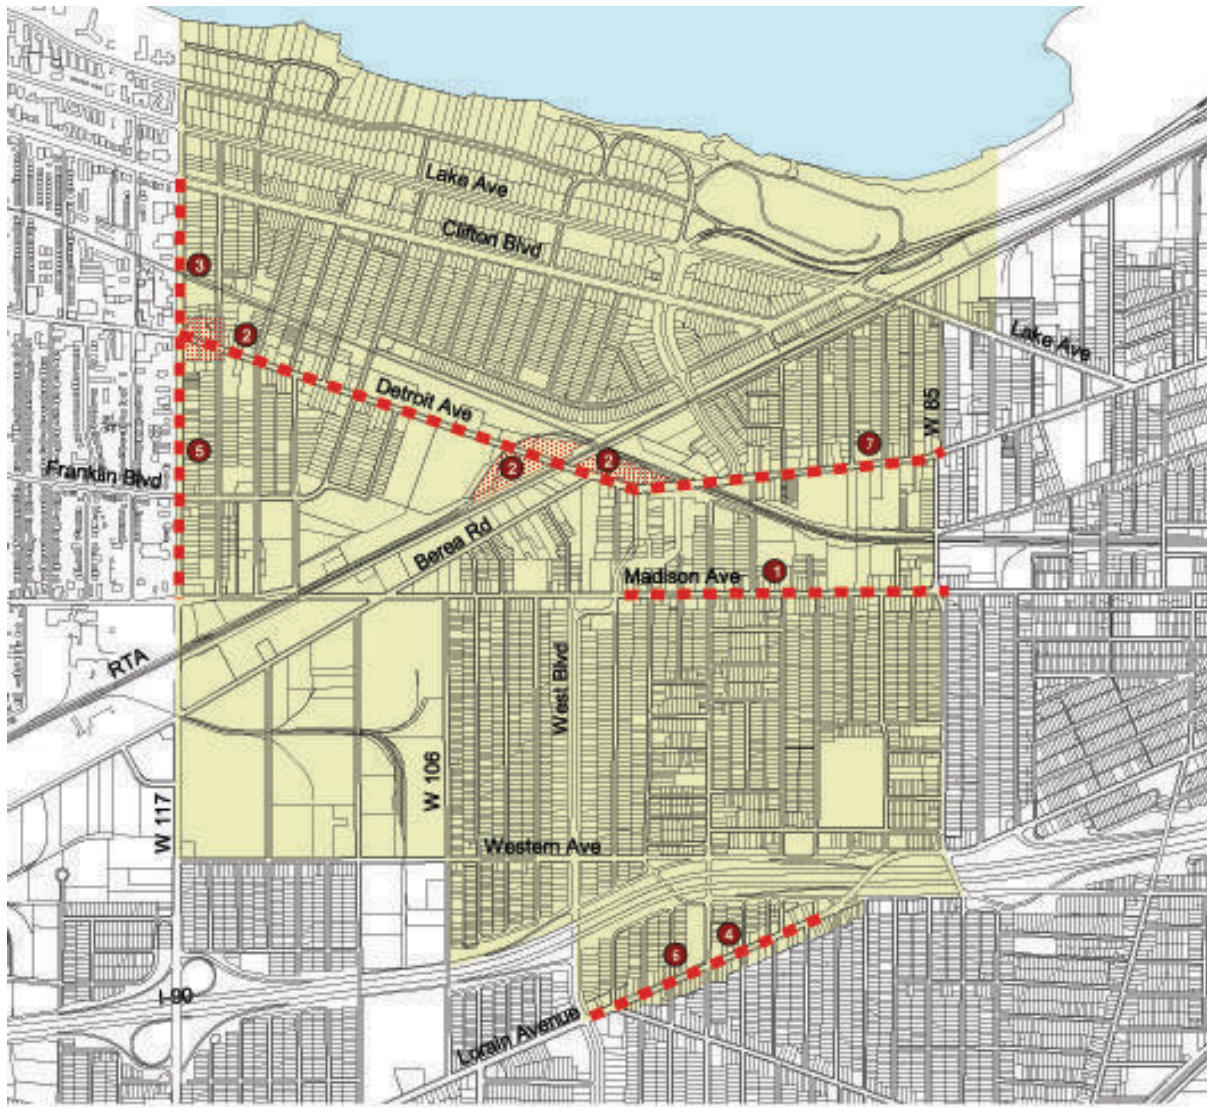 Lake Ave
Clifton Blvd
3
2
Lake Ave
Detroit Ave
W 85
7
5
2
2
Franklin Blvd
Berea Rd
Madison Ave
1
RTA
West Blvd
W 106
W 117
Western Ave
4
6
I-90
Lorain Avenue